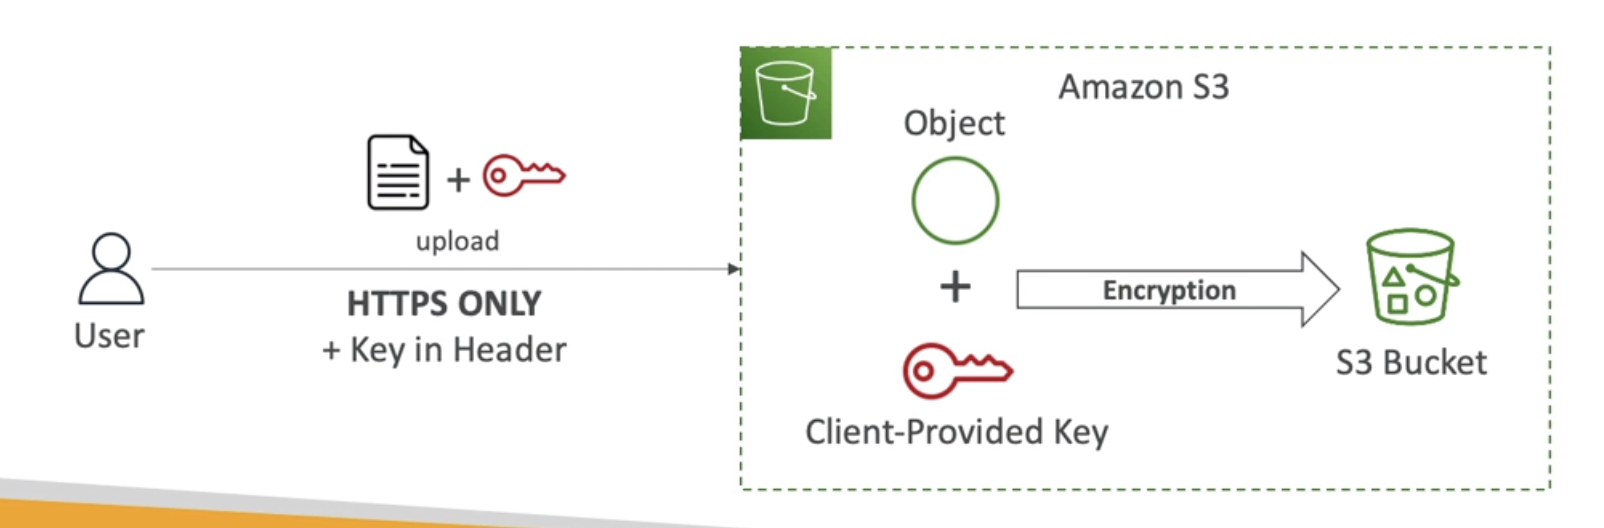 Amazon S3
Object
+
upload
HTTPS ONLY
+ Key in Header
User
+
Encryption
S3 Bucket
Client-Provided Key